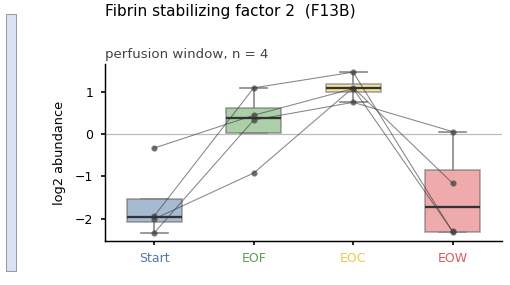 Fibrin stabilizing factor 2 (F13B)
perfusion window, n = 4
log2 abundance
1
0
−1
−2
Start EOF EOC EOW